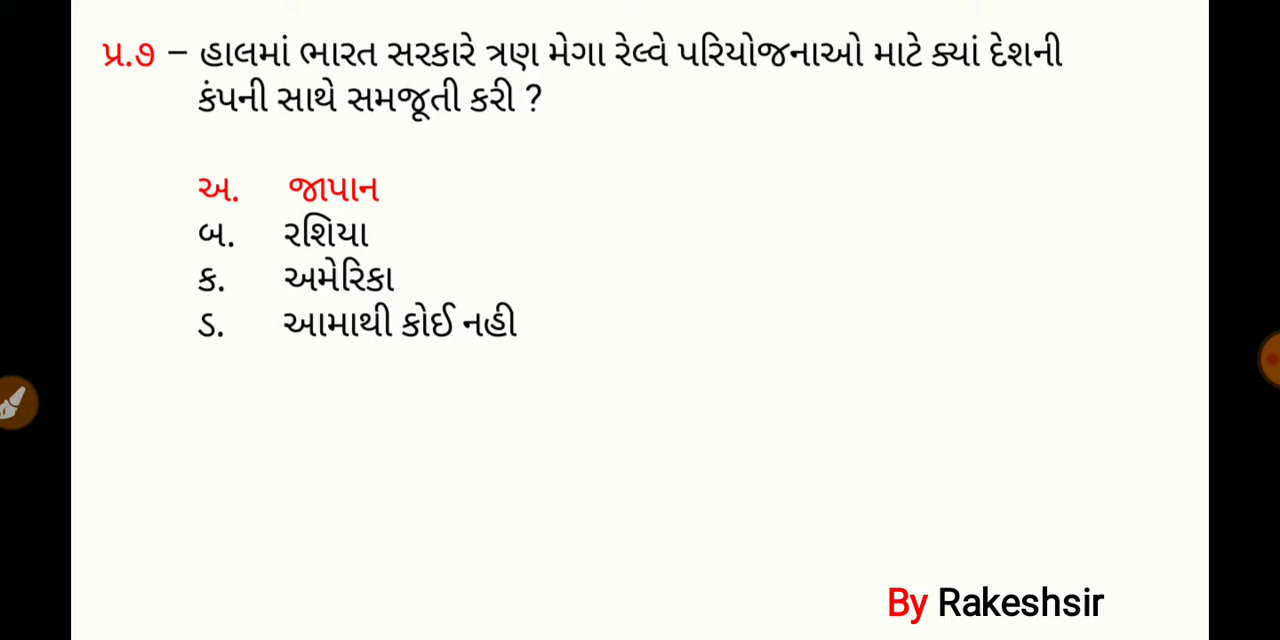 પ્ર.૭ – હાલમાં ભારત સરકારે ત્રણ મેગા રેલ્વે પરિયોજનાઓ માટે ક્યાં દેશની
કંપની સાથે સમજૂતી કરી ?
અ. જાપાન
બ. રશિયા
ક. અમેરિકા
ડ. આમાથી કોઈ નહી
By Rakeshsir